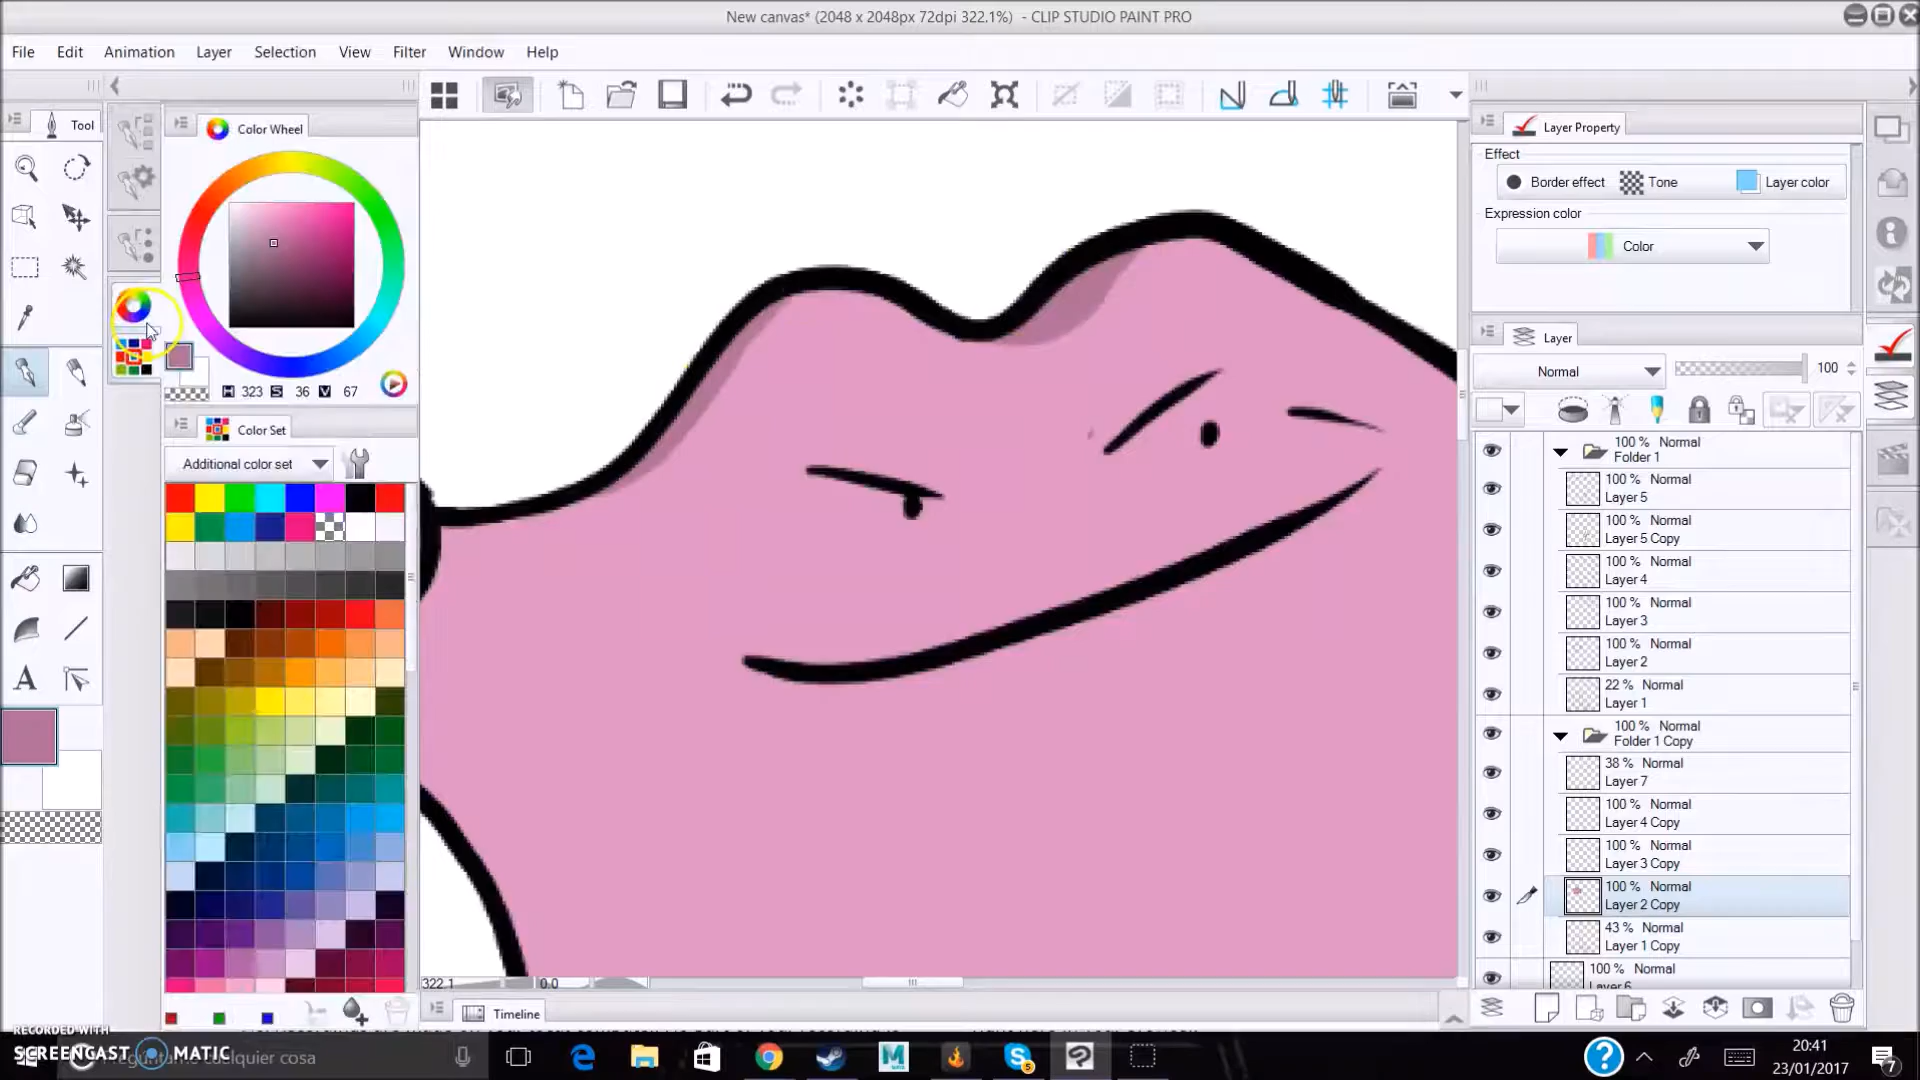 New canvas* (2048 x 2048px 72dpi 322.1%) - CLIP STUDIO PAINT PRO
File Edit Animation Layer Selection View Filter Window Help
Tool
Color Wheel
H 323 S 36 V 67
Color Set
Additional color set
A
322.1 0.0
Timeline
Layer Property
Effect
Border effect Tone Layer color
Expression color
Color
Layer
Normal 100
100 % Normal
Folder 1
100 % Normal
Layer 5
100 % Normal
Layer 5 Copy
100 % Normal
Layer 4
100 % Normal
Layer 3
100 % Normal
Layer 2
22 % Normal
Layer 1
100 % Normal
Folder 1 Copy
38 % Normal
Layer 7
100 % Normal
Layer 4 Copy
100 % Normal
Layer 3 Copy
100 % Normal
Layer 2 Copy
43 % Normal
Layer 1 Copy
100 % Normal
Layer 6
RECORDED WITH
SCREENCAST MATIC
cualquier cosa
20:41
23/01/2017
7